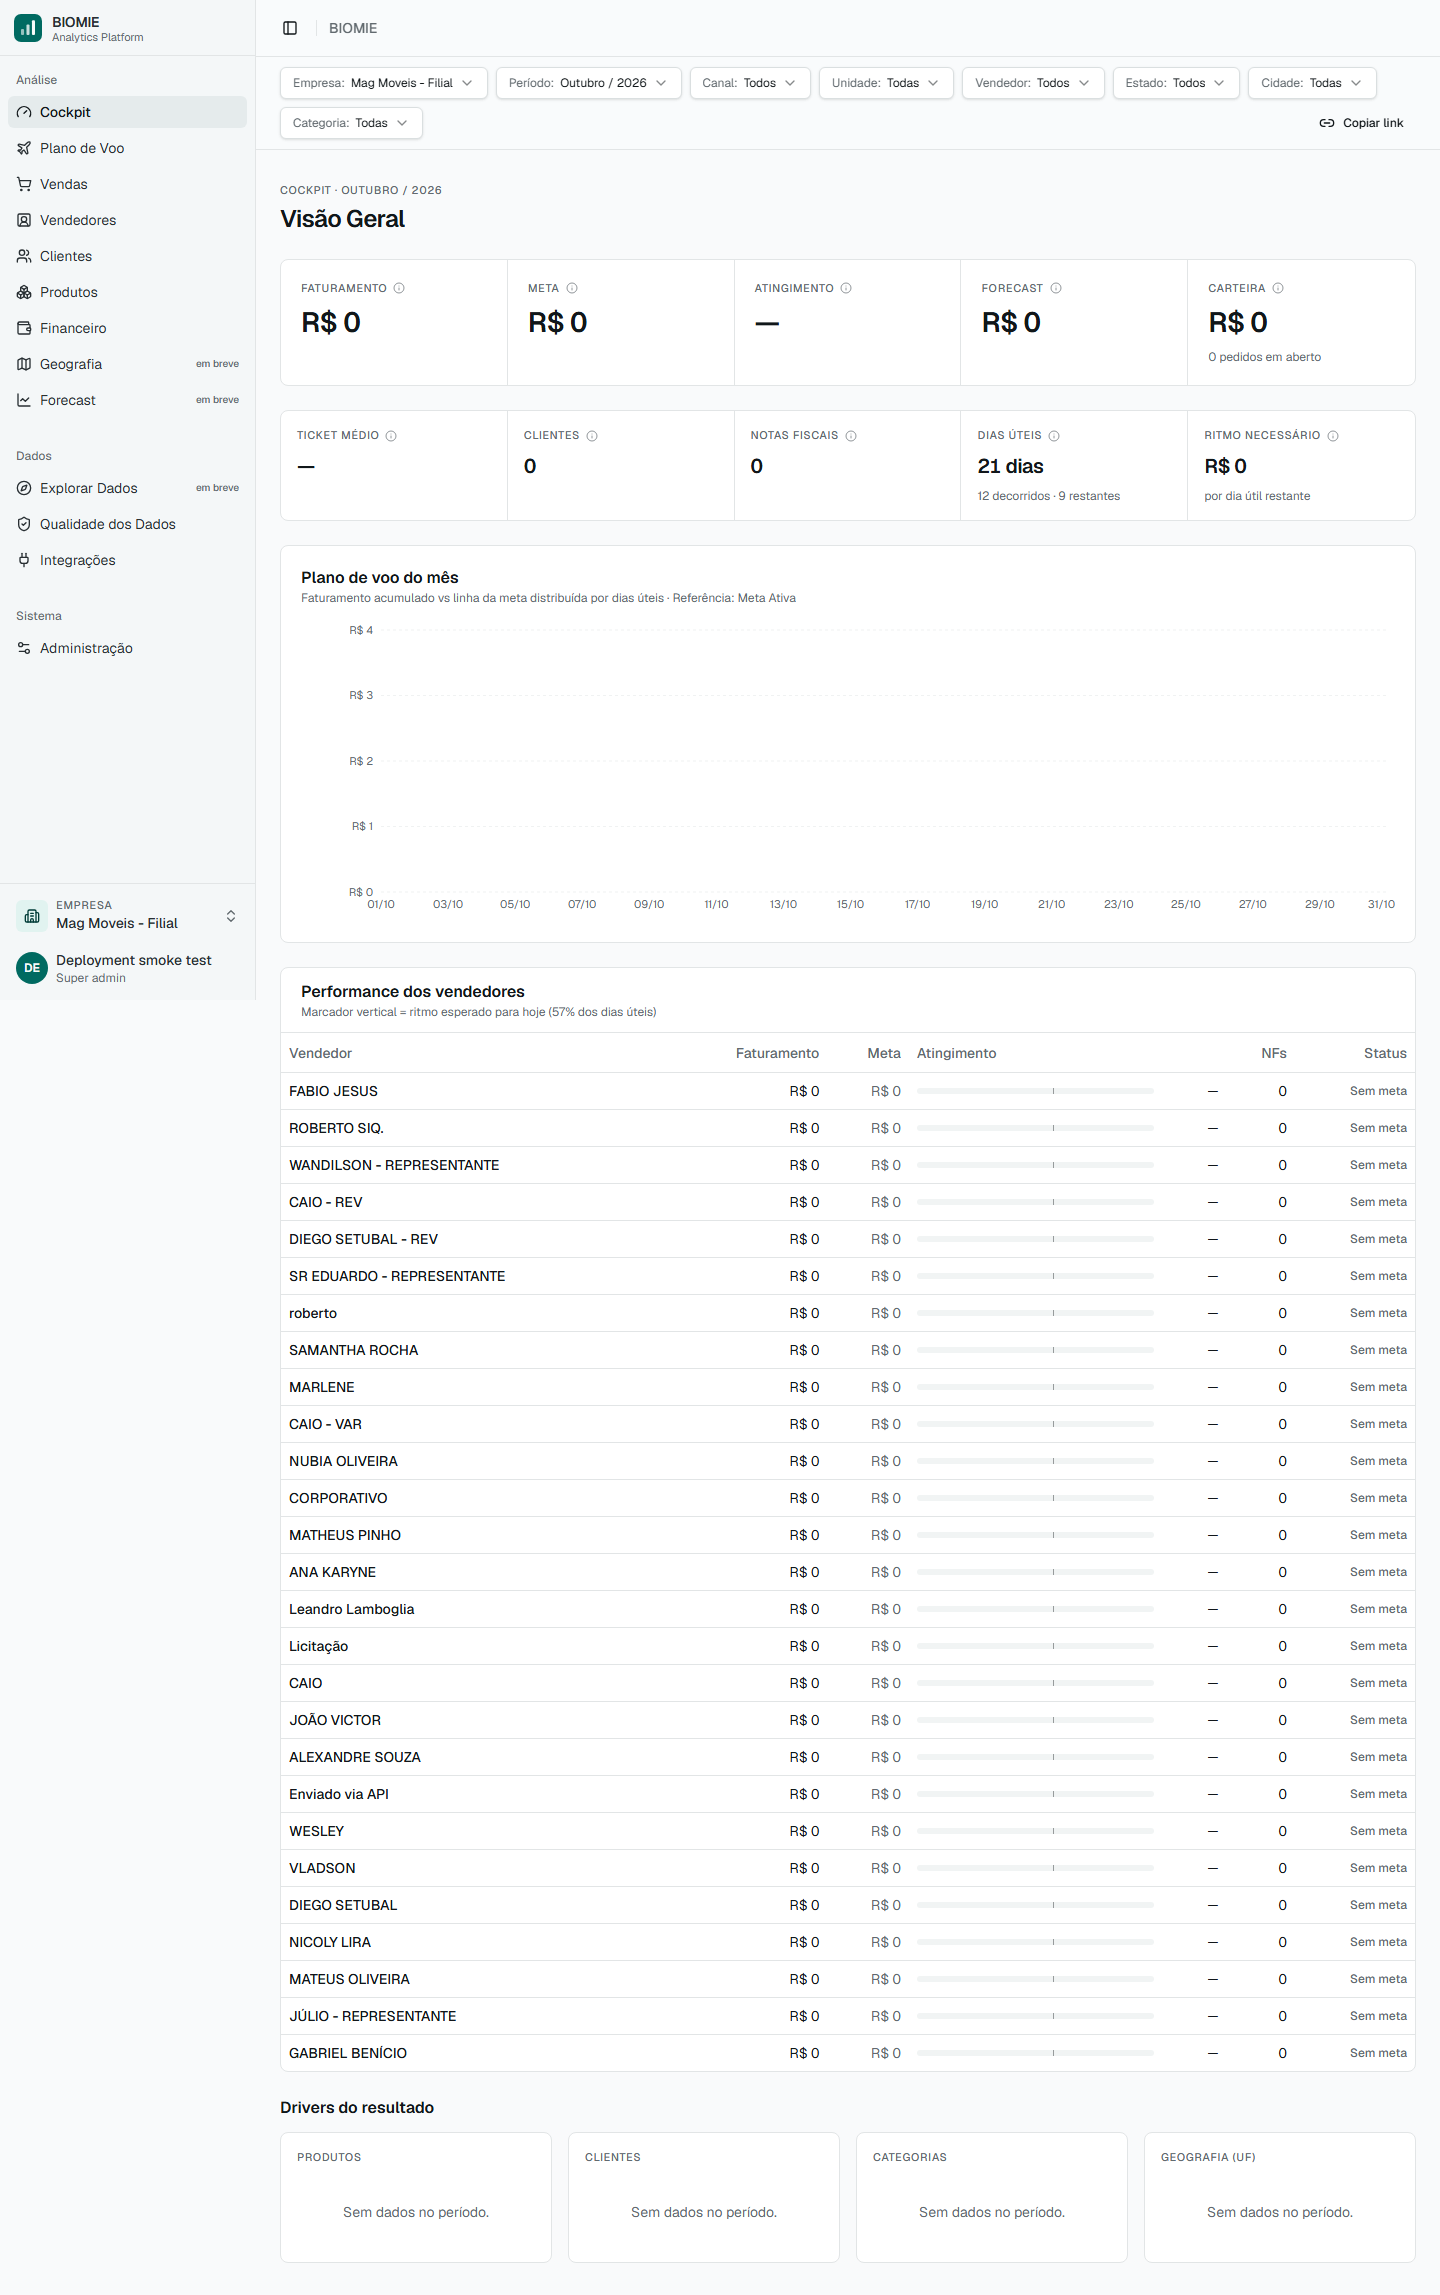 BIOMIE
Analytics Platform
Análise
Cockpit
Plano de Voo
Vendas
Vendedores
Clientes
Produtos
Financeiro
Geografia em breve
Forecast em breve
Dados
Explorar Dados em breve
Qualidade dos Dados
Integrações
Sistema
Administração
EMPRESA
Mag Moveis - Filial
DE
Deployment smoke test
Super admin
BIOMIE
Empresa: Mag Moveis - Filial Período: Outubro / 2026 Canal: Todos Unidade: Todas Vendedor: Todos Estado: Todos Cidade: Todas
Categoria: Todas Copiar link
COCKPIT · OUTUBRO / 2026
Visão Geral
FATURAMENTO META ATINGIMENTO FORECAST CARTEIRA
R$ 0 R$ 0 — R$ 0 R$ 0
0 pedidos em aberto
TICKET MÉDIO CLIENTES NOTAS FISCAIS DIAS ÚTEIS RITMO NECESSÁRIO
— 0 0 21 dias R$ 0
12 decorridos · 9 restantes por dia útil restante
Plano de voo do mês
Faturamento acumulado vs linha da meta distribuída por dias úteis · Referência: Meta Ativa
R$ 4
R$ 3
R$ 2
R$ 1
R$ 0
01/10 03/10 05/10 07/10 09/10 11/10 13/10 15/10 17/10 19/10 21/10 23/10 25/10 27/10 29/10 31/10
Performance dos vendedores
Marcador vertical = ritmo esperado para hoje (57% dos dias úteis)
Vendedor Faturamento Meta Atingimento NFs Status
FABIO JESUS R$ 0 R$ 0 — 0 Sem meta
ROBERTO SIQ. R$ 0 R$ 0 — 0 Sem meta
WANDILSON - REPRESENTANTE R$ 0 R$ 0 — 0 Sem meta
CAIO - REV R$ 0 R$ 0 — 0 Sem meta
DIEGO SETUBAL - REV R$ 0 R$ 0 — 0 Sem meta
SR EDUARDO - REPRESENTANTE R$ 0 R$ 0 — 0 Sem meta
roberto R$ 0 R$ 0 — 0 Sem meta
SAMANTHA ROCHA R$ 0 R$ 0 — 0 Sem meta
MARLENE R$ 0 R$ 0 — 0 Sem meta
CAIO - VAR R$ 0 R$ 0 — 0 Sem meta
NUBIA OLIVEIRA R$ 0 R$ 0 — 0 Sem meta
CORPORATIVO R$ 0 R$ 0 — 0 Sem meta
MATHEUS PINHO R$ 0 R$ 0 — 0 Sem meta
ANA KARYNE R$ 0 R$ 0 — 0 Sem meta
Leandro Lamboglia R$ 0 R$ 0 — 0 Sem meta
Licitação R$ 0 R$ 0 — 0 Sem meta
CAIO R$ 0 R$ 0 — 0 Sem meta
JOÃO VICTOR R$ 0 R$ 0 — 0 Sem meta
ALEXANDRE SOUZA R$ 0 R$ 0 — 0 Sem meta
Enviado via API R$ 0 R$ 0 — 0 Sem meta
WESLEY R$ 0 R$ 0 — 0 Sem meta
VLADSON R$ 0 R$ 0 — 0 Sem meta
DIEGO SETUBAL R$ 0 R$ 0 — 0 Sem meta
NICOLY LIRA R$ 0 R$ 0 — 0 Sem meta
MATEUS OLIVEIRA R$ 0 R$ 0 — 0 Sem meta
JÚLIO - REPRESENTANTE R$ 0 R$ 0 — 0 Sem meta
GABRIEL BENÍCIO R$ 0 R$ 0 — 0 Sem meta
Drivers do resultado
PRODUTOS CLIENTES CATEGORIAS GEOGRAFIA (UF)
Sem dados no período. Sem dados no período. Sem dados no período. Sem dados no período.